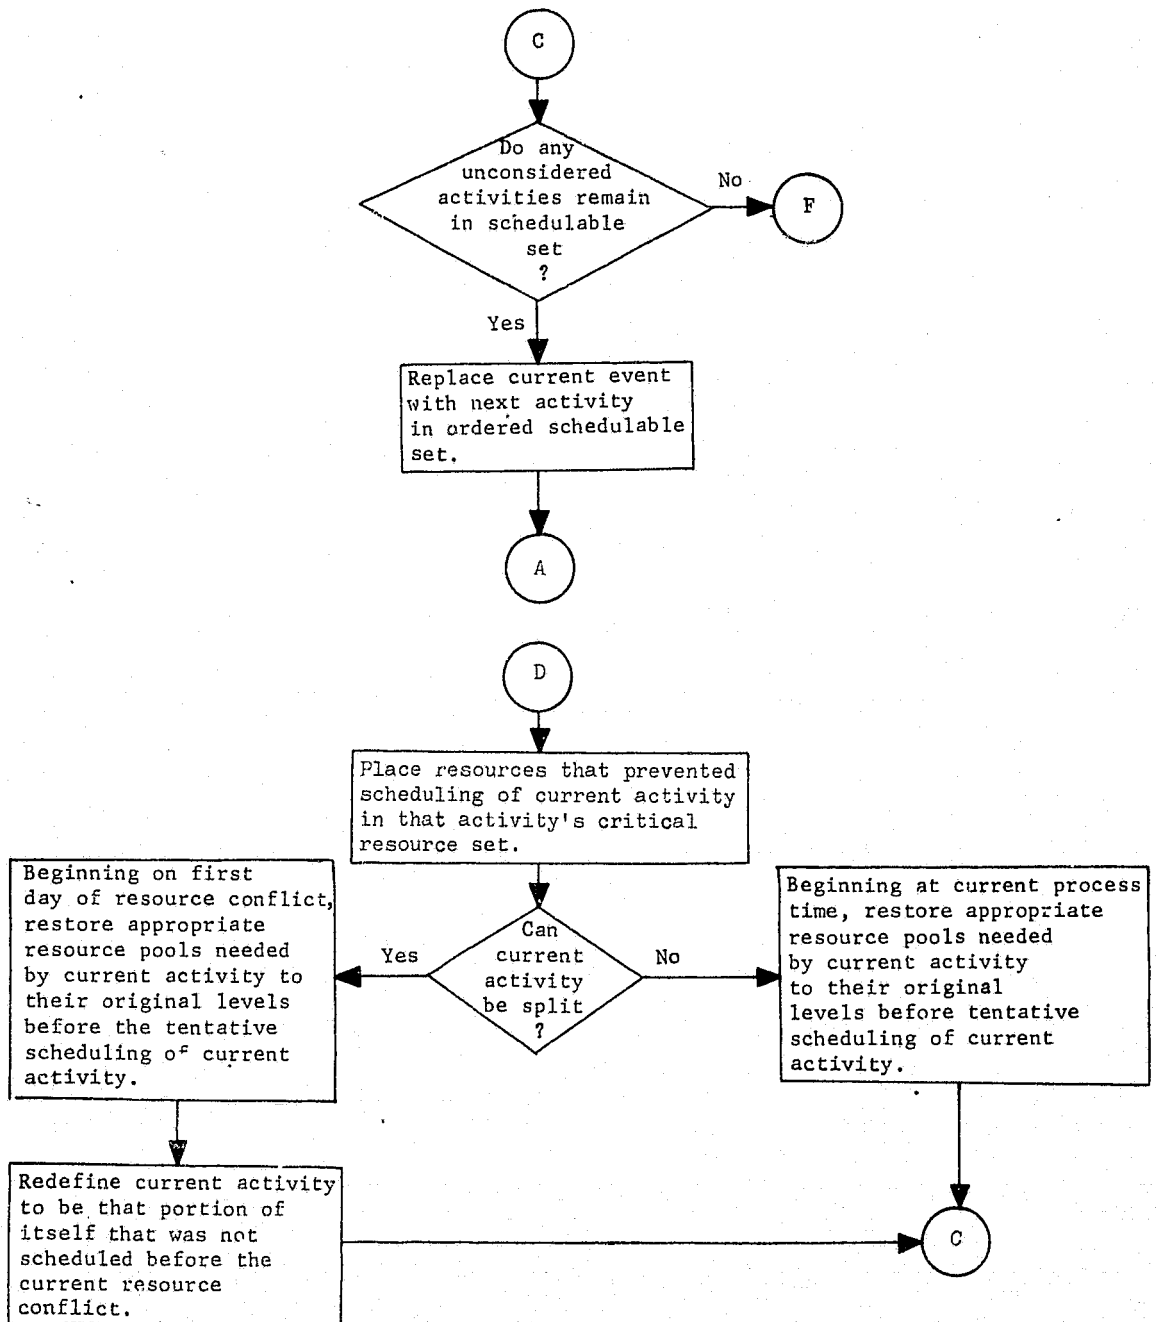 C
Do any
unconsidered
activities remain
in schedulable
set
?
No
F
Yes
Replace current event
with next activity
in ordered schedulable
set.
A
D
Place resources that prevented
scheduling of current activity
in that activity's critical
resource set.
Can
current
activity
be split
?
Yes
No
Beginning on first
day of resource conflict,
restore appropriate
resource pools needed
by current activity to
their original levels
before the tentative
scheduling of current
activity.
Beginning at current process
time, restore appropriate
resource pools needed
by current activity
to their original
levels before tentative
scheduling of current
activity.
Redefine current activity
to be that portion of
itself that was not
scheduled before the
current resource
conflict.
C